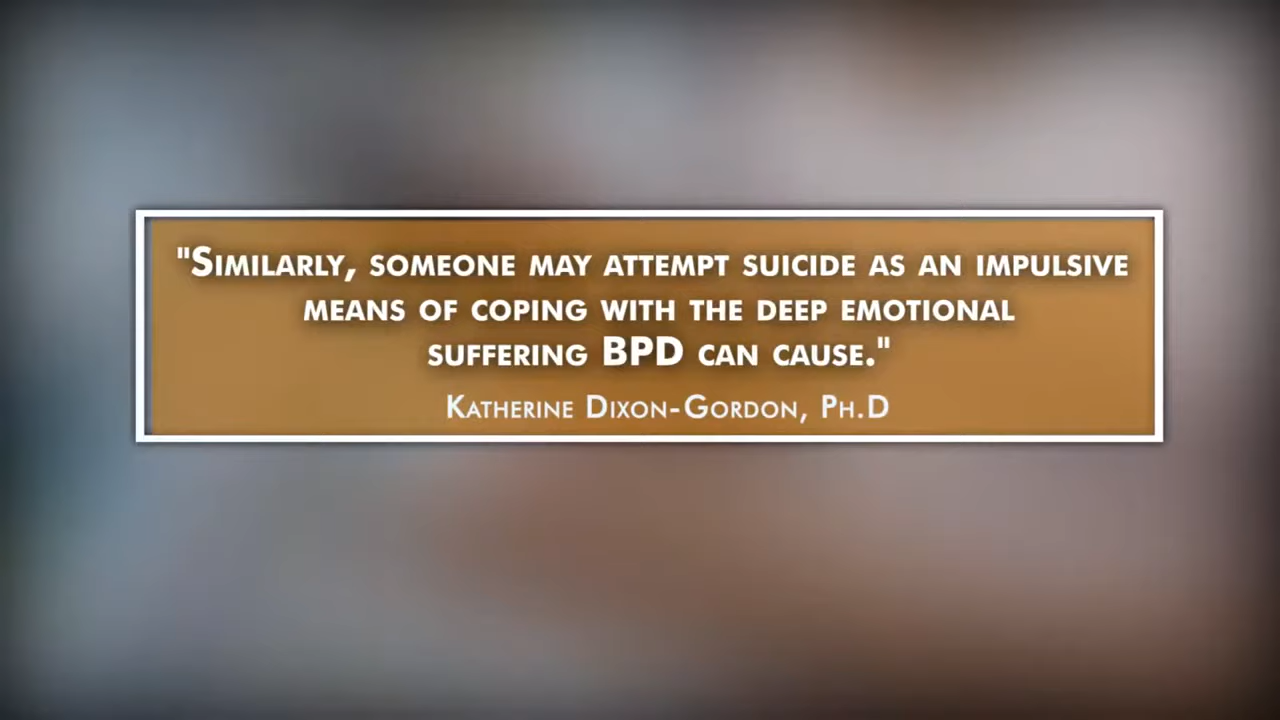 "Similarly, someone may attempt suicide as an impulsive
means of coping with the deep emotional
suffering BPD can cause."
Katherine Dixon-Gordon, Ph.D